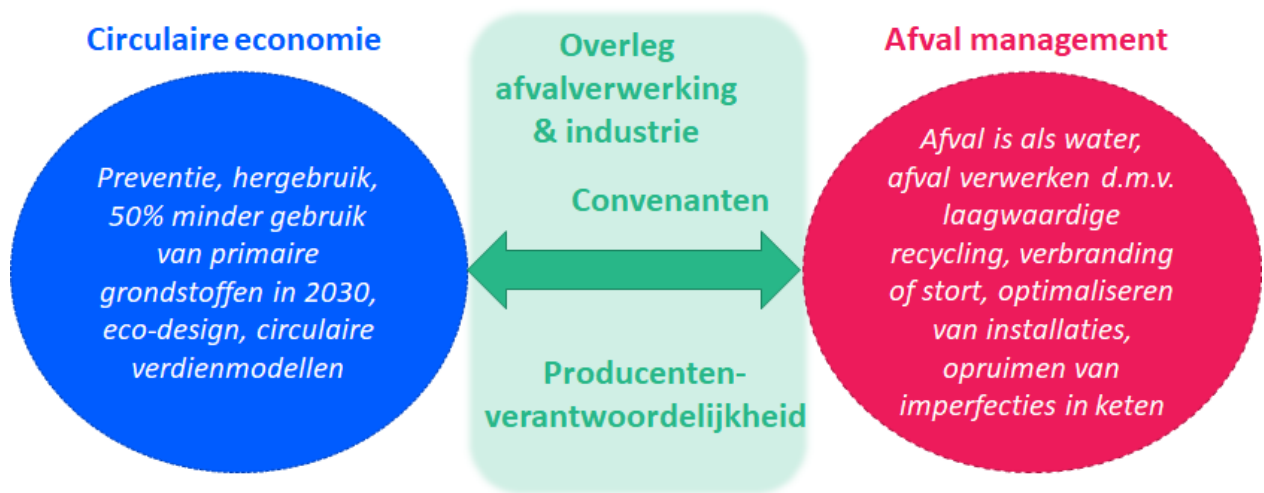 Circulaire economie
Preventie, hergebruik,
50% minder gebruik
van primaire
grondstoffen in 2030,
eco-design, circulaire
verdienmodellen
Overleg
afvalverwerking
& industrie
Convenanten
Producenten-
verantwoordelijkheid
Afval management
Afval is als water,
afval verwerken d.m.v.
laagwaardige
recycling, verbranding
of stort, optimaliseren
van installaties,
opruimen van
imperfecties in keten